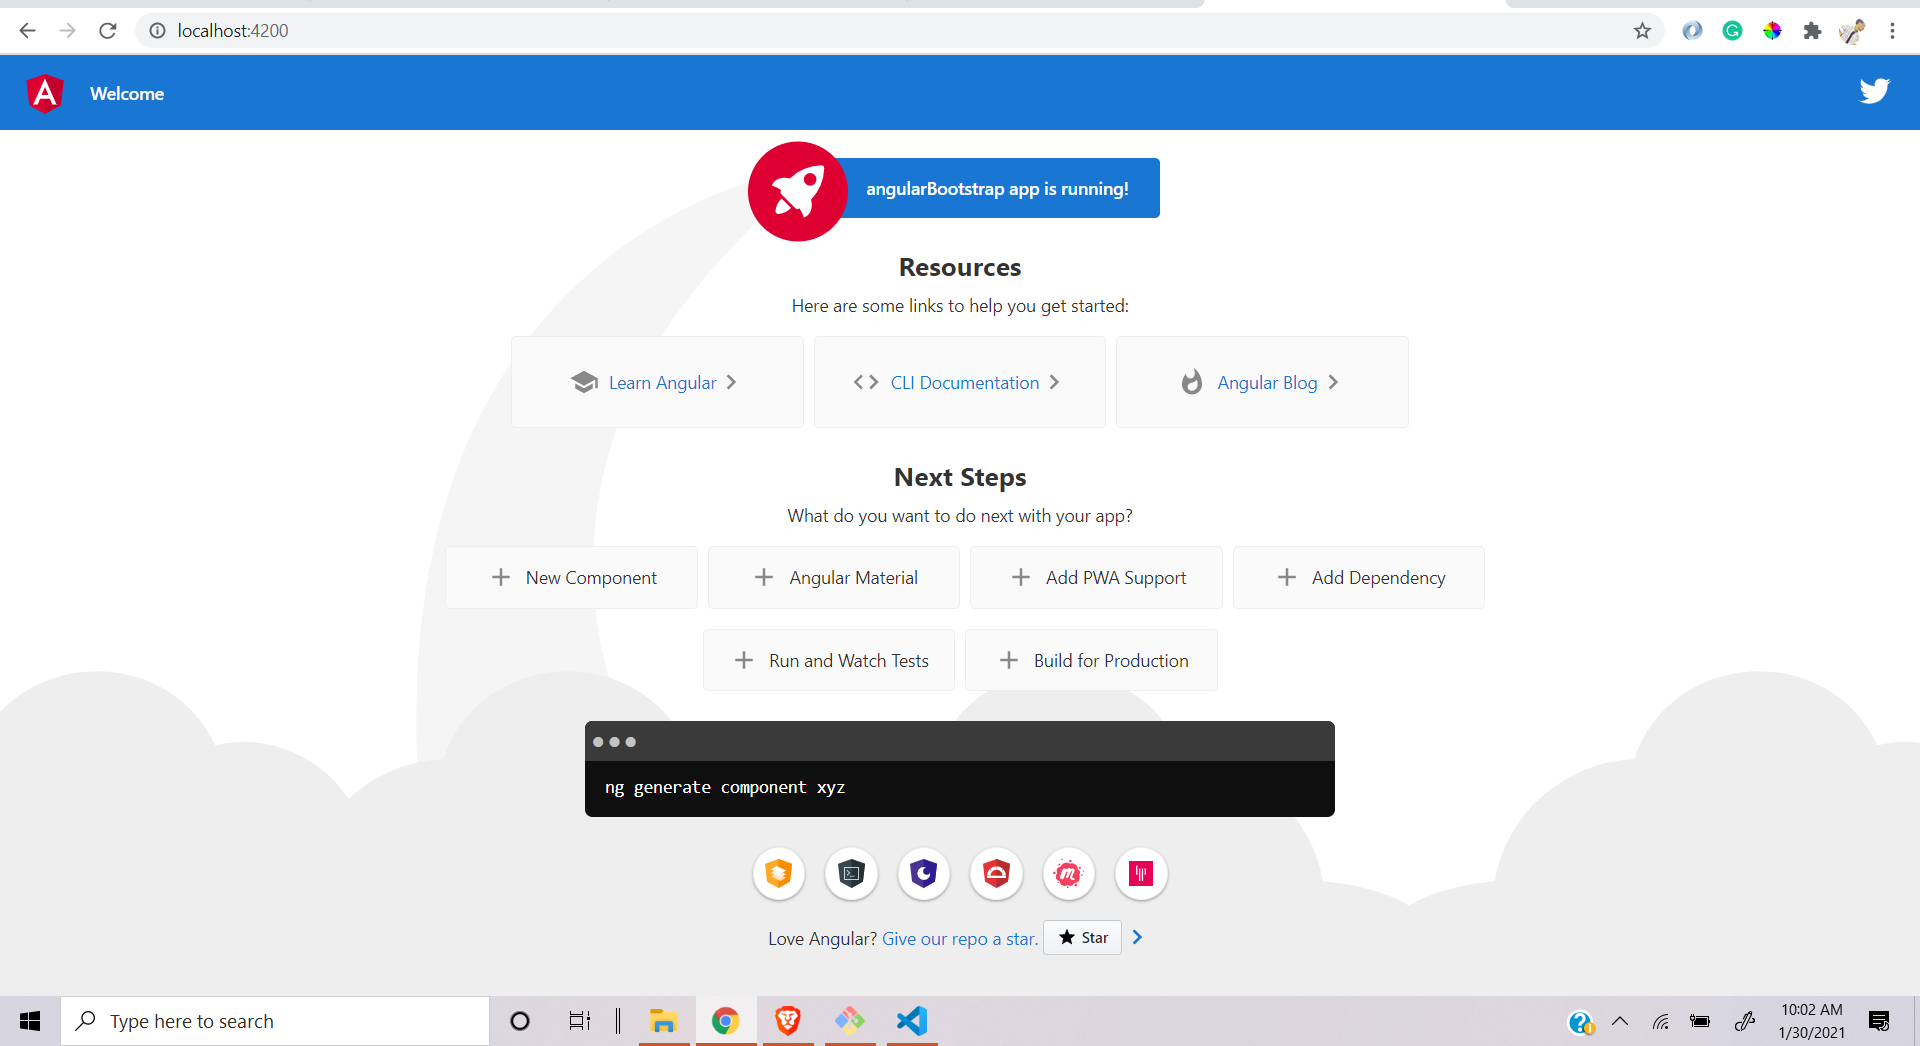 localhost:4200
Welcome
angularBootstrap app is running!
Resources
Here are some links to help you get started:
Learn Angular
CLI Documentation
Angular Blog
Next Steps
What do you want to do next with your app?
New Component
Angular Material
Add PWA Support
Add Dependency
Run and Watch Tests
Build for Production
ng generate component xyz
Love Angular? Give our repo a star. Star
Type here to search
10:02 AM
1/30/2021